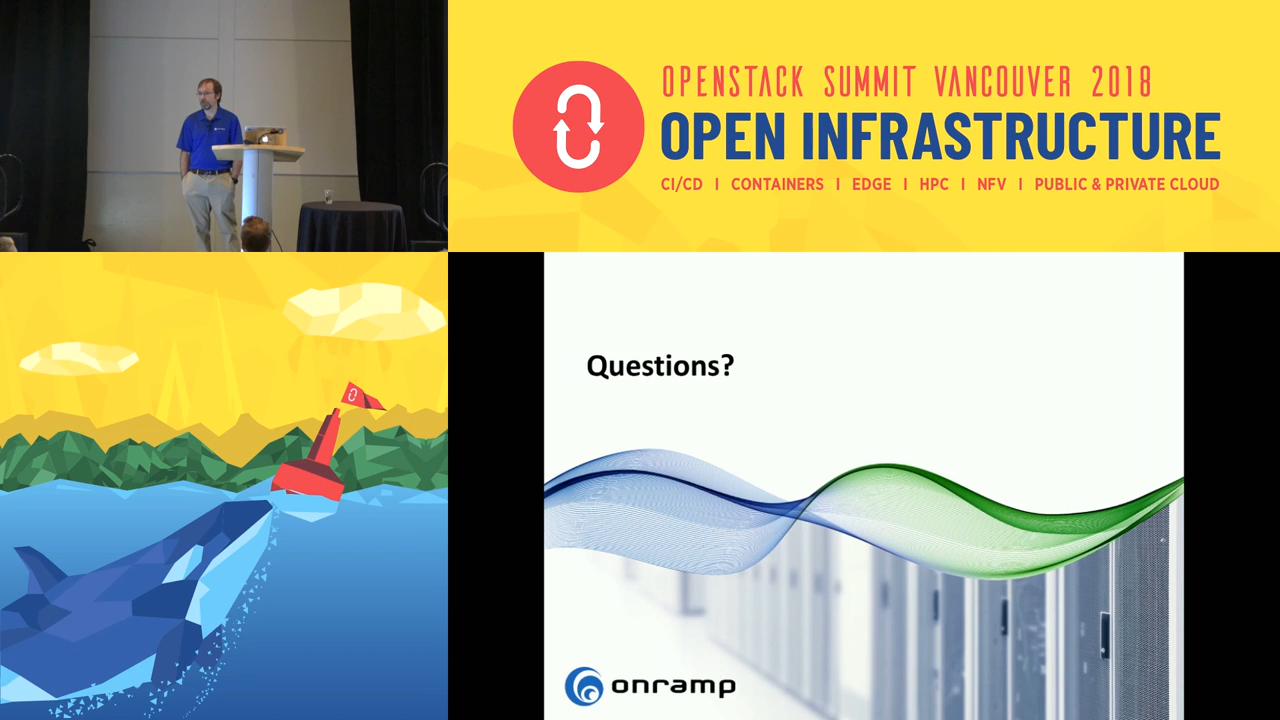 OPENSTACK SUMMIT VANCOUVER 2018
OPEN INFRASTRUCTURE
CI/CD I CONTAINERS I EDGE I HPC I NFV I PUBLIC & PRIVATE CLOUD
Questions?
onramp